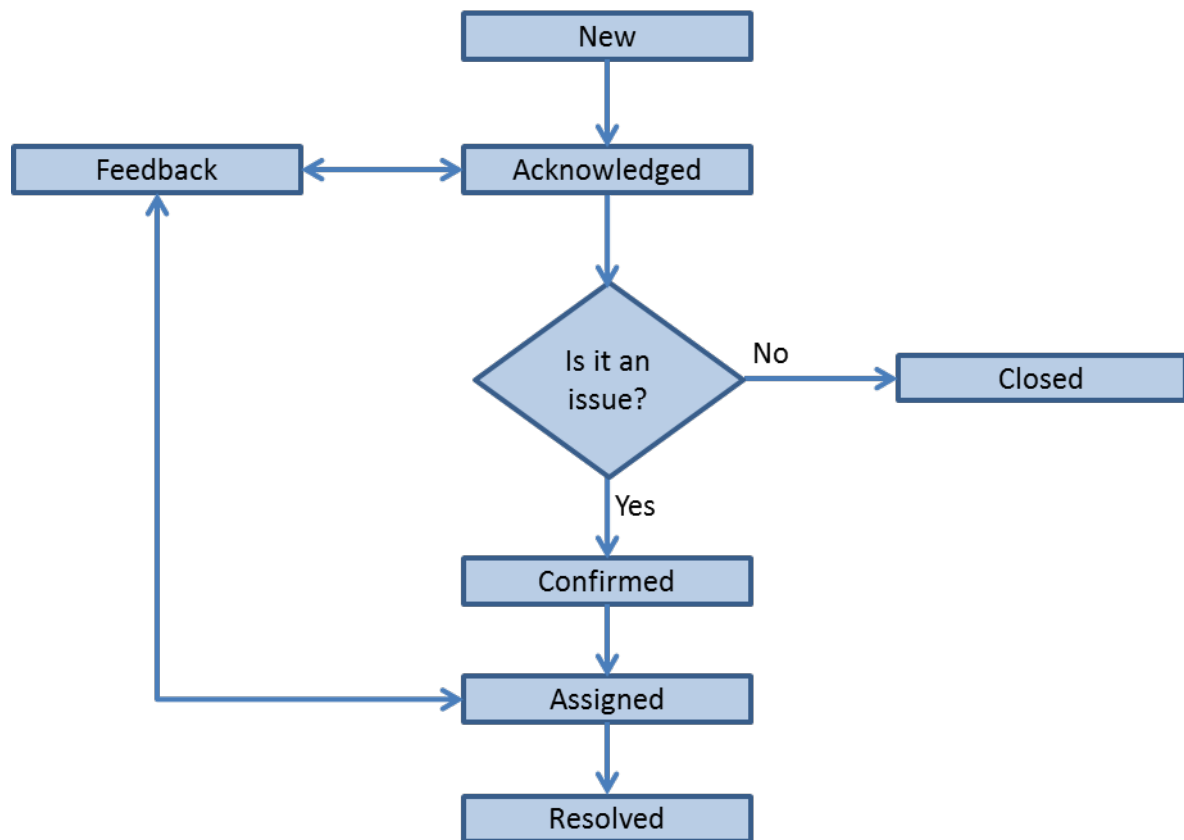 New
Feedback
Acknowledged
Is it an
issue?
No
Closed
Yes
Confirmed
Assigned
Resolved